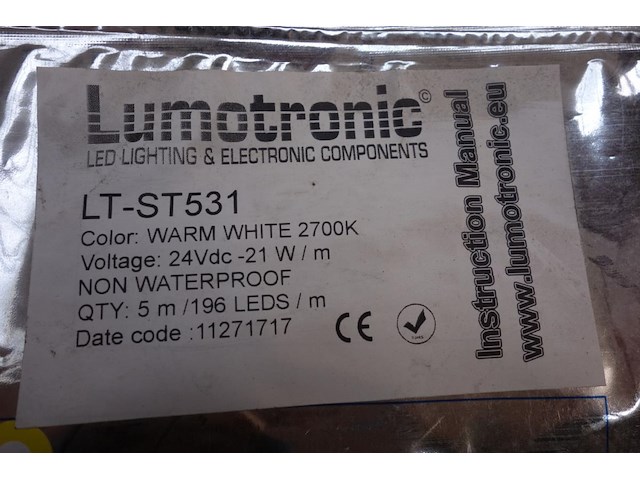 Lumotronic©
LED LIGHTING & ELECTRONIC COMPONENTS
LT-ST531
Color: WARM WHITE 2700K
Voltage: 24Vdc -21 W / m
NON WATERPROOF
QTY: 5 m /196 LEDS / m
Date code :11271717
CE
Instruction Manual
www.lumotronic.eu